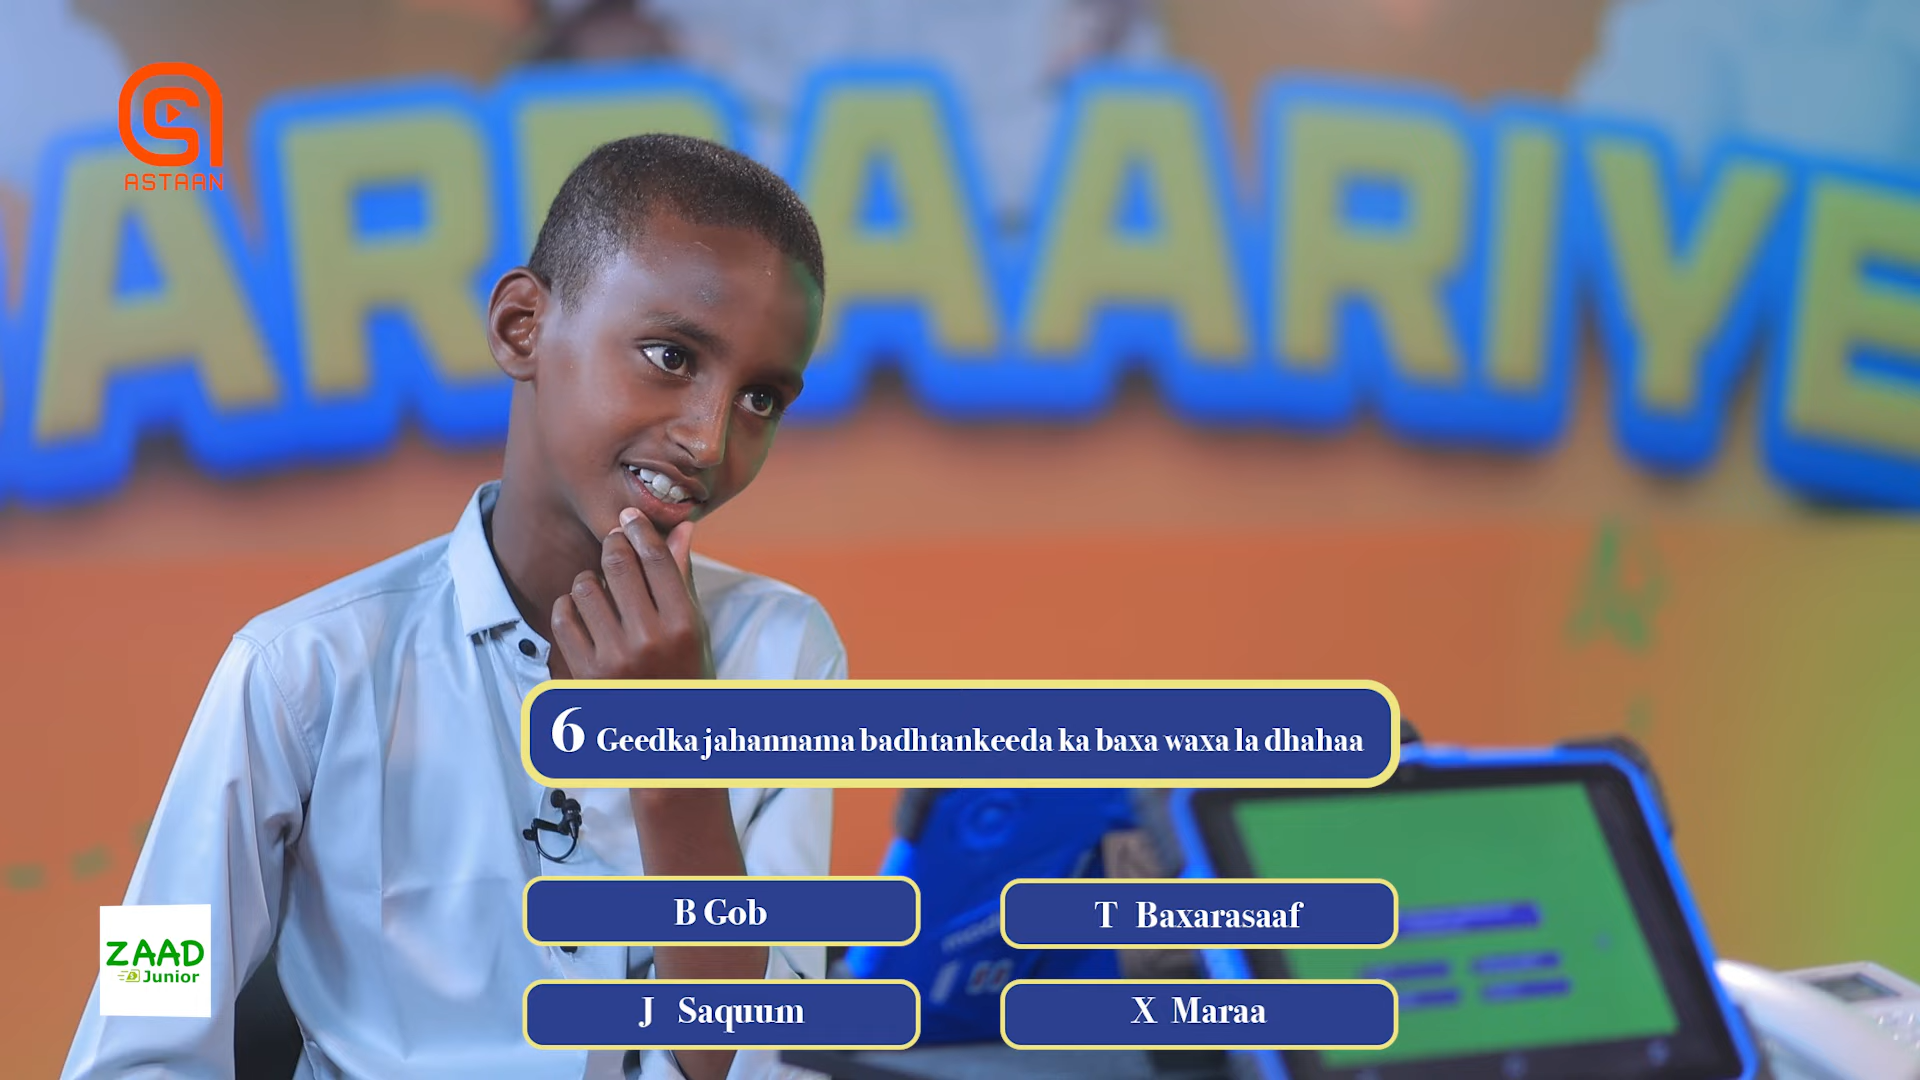 ASTAAN
6 Geedka jahannama badhtankeeda ka baxa waxa la dhahaa
B Gob
T Baxarasaaf
J Saquum
X Maraa
ZAAD
Junior